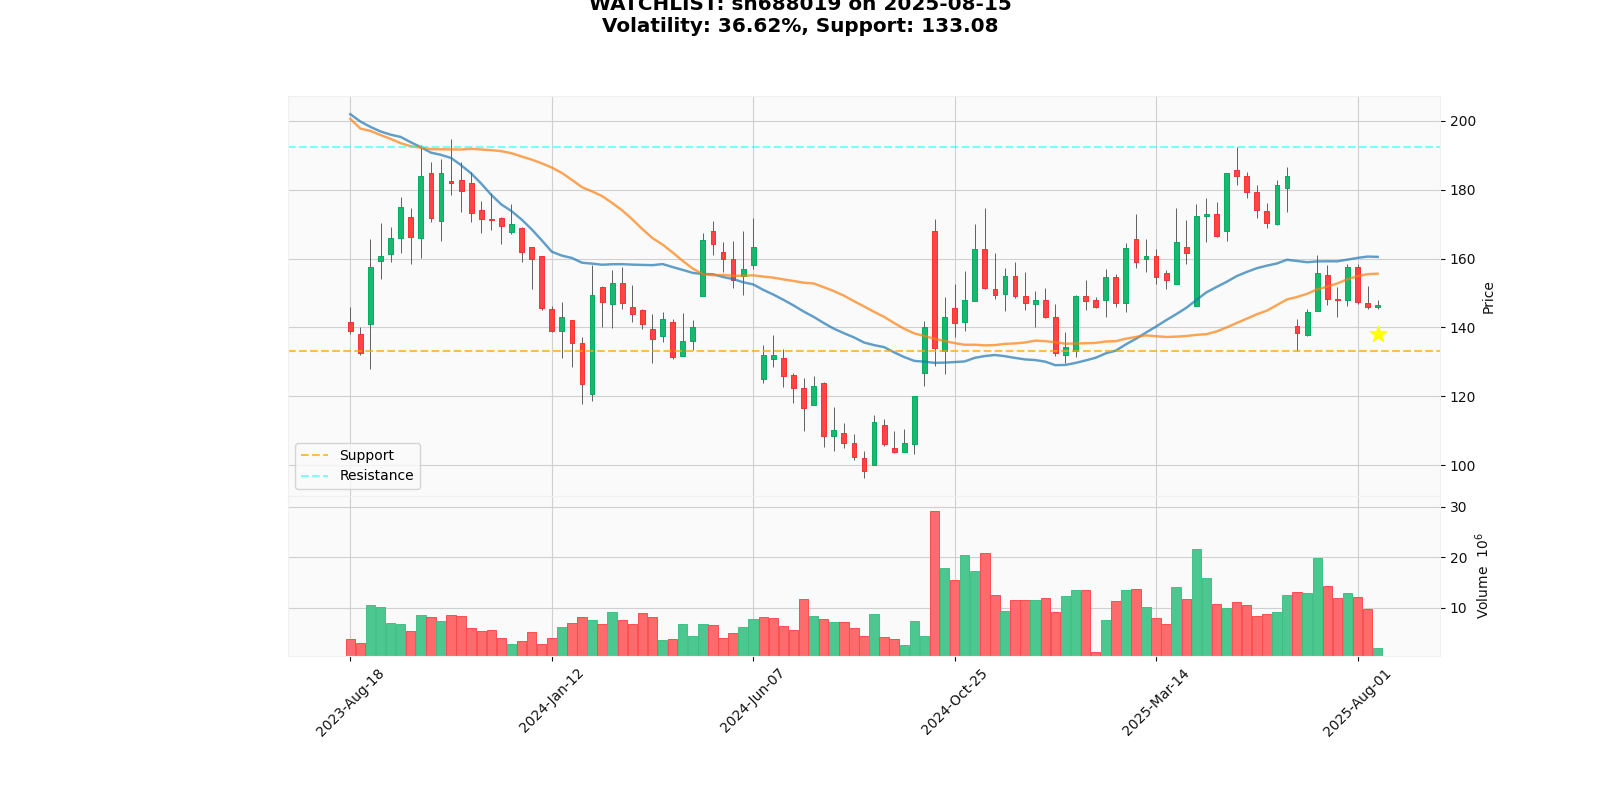 WATCHLIST: sh688019 on 2025-08-15
Volatility: 36.62%, Support: 133.08
200
180
160
140
120
100
Price
Support
Resistance
30
20
10
Volume 10^6
2023-Aug-18
2024-Jan-12
2024-Jun-07
2024-Oct-25
2025-Mar-14
2025-Aug-01